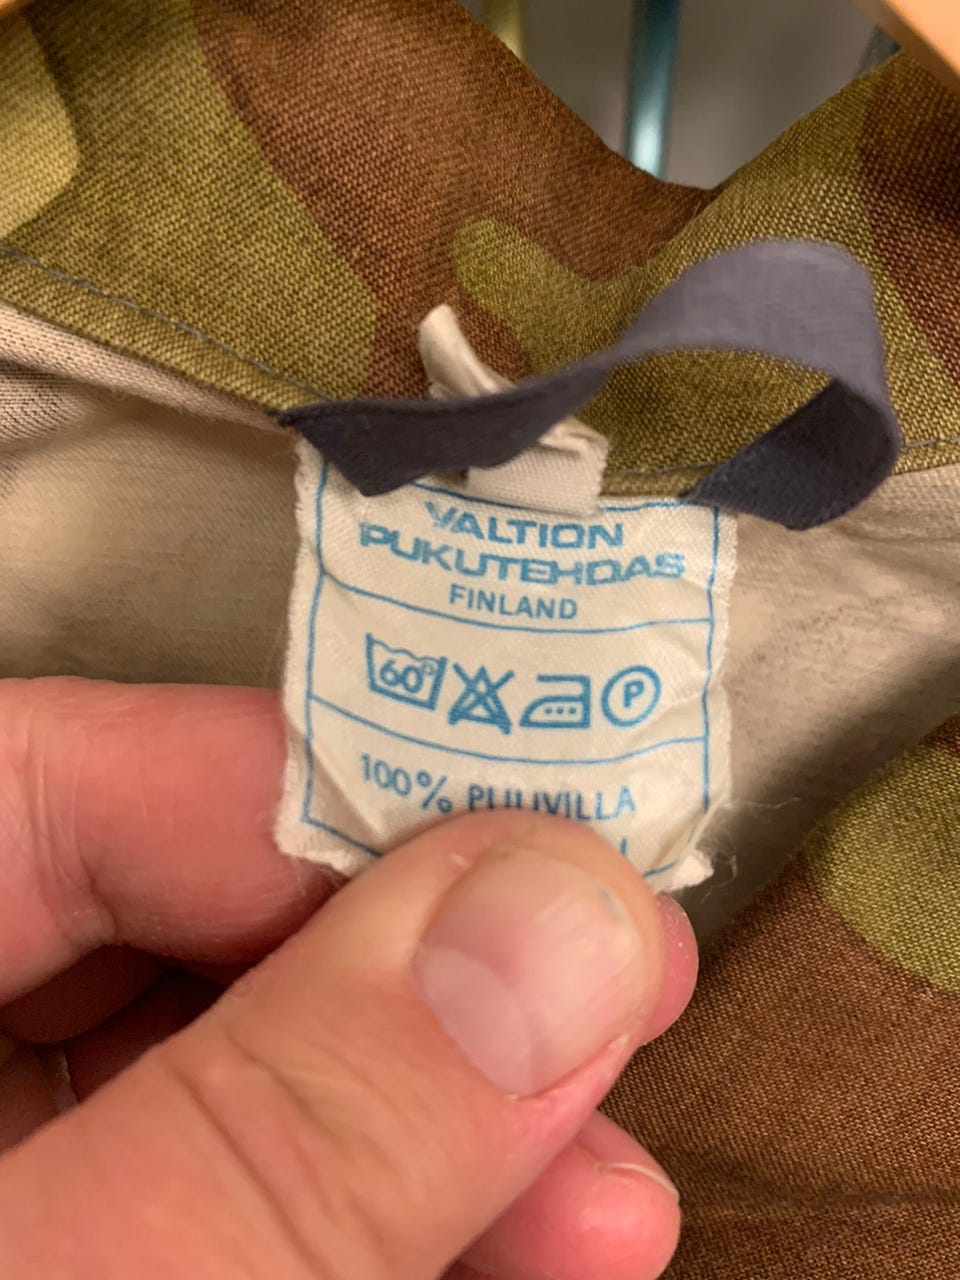 VALTION
PUKUTEHDAS
FINLAND
60°
P
100% PUUVILLA